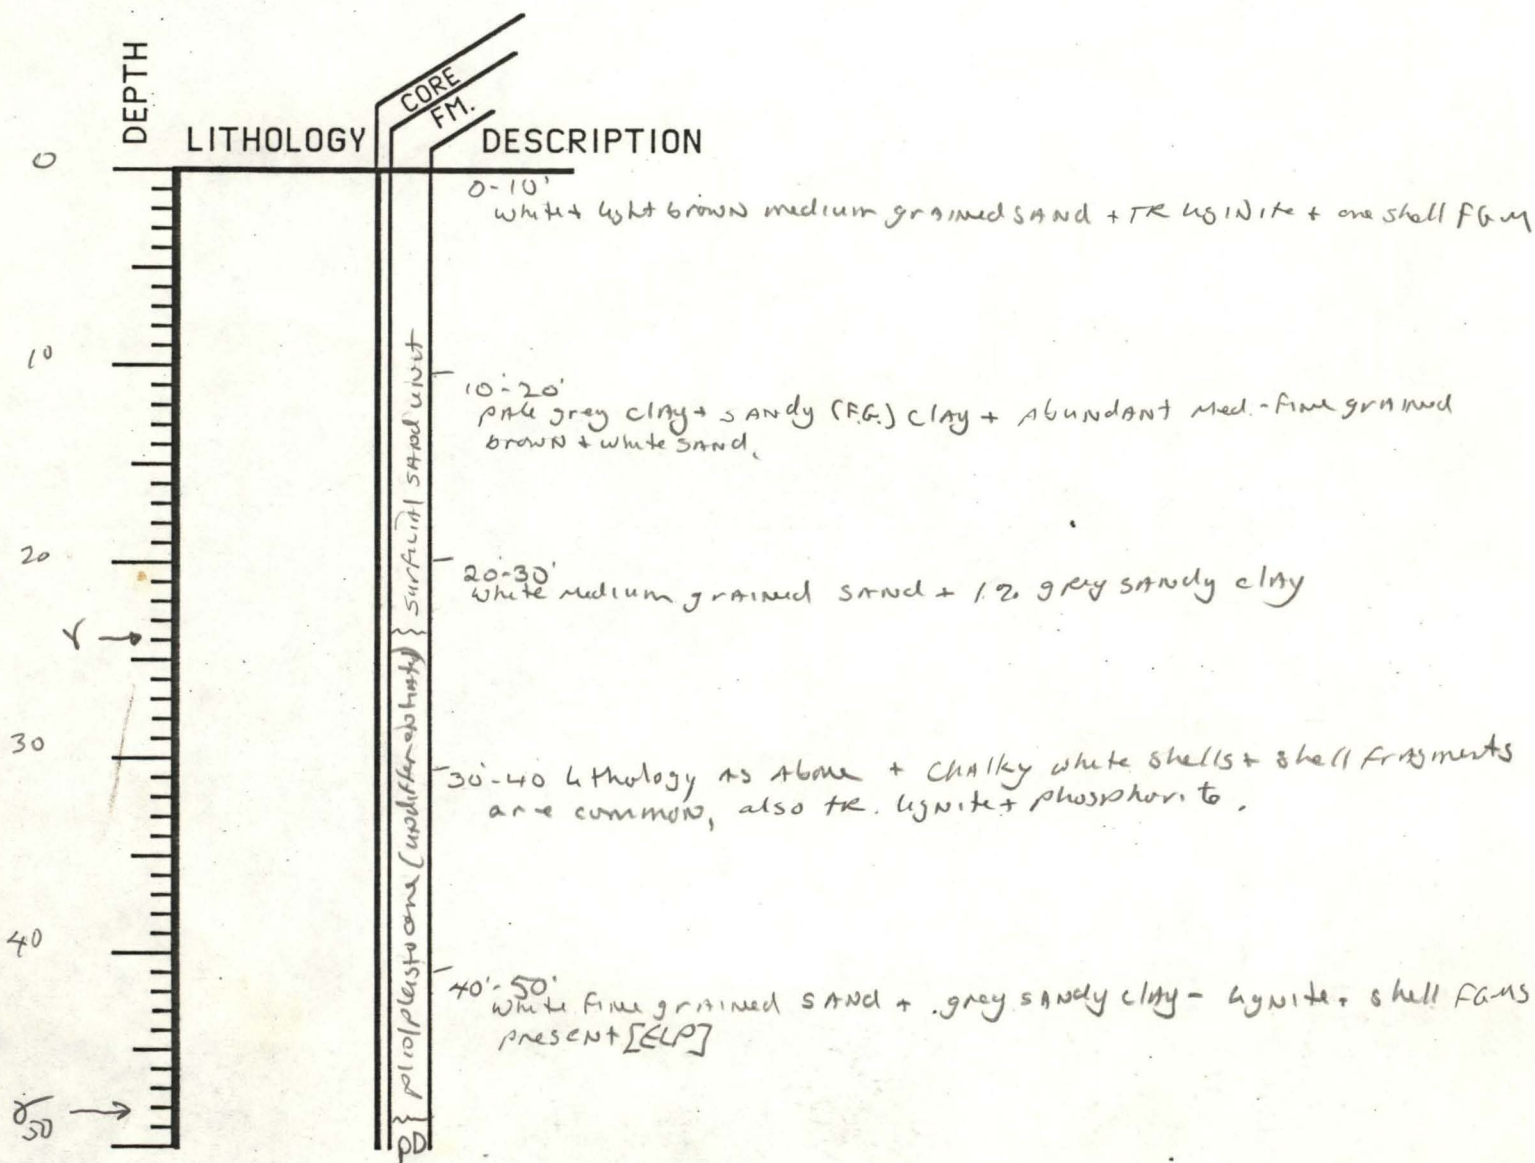 DEPTH
LITHOLOGY
CORE
FM.
DESCRIPTION
0
0-10'
white + light brown medium grained SAND + TR lignite + one shell FGM
10
10'-20'
pale grey clay + sandy (F.G.) clay + abundant med.-fine grained
brown + white sand.
20
20'-30'
white medium grained sand + 1% grey sandy clay
γ →
30
30'-40 lithology as above + chalky white shells + shell fragments
are common, also tr. lignite + phosphorite.
40
40'-50'
white fine grained sand + grey sandy clay - lignite + shell FGMS
present [ELP]
γ →
50
surficial sand unit
plio/pleistocene (undifferentiated)